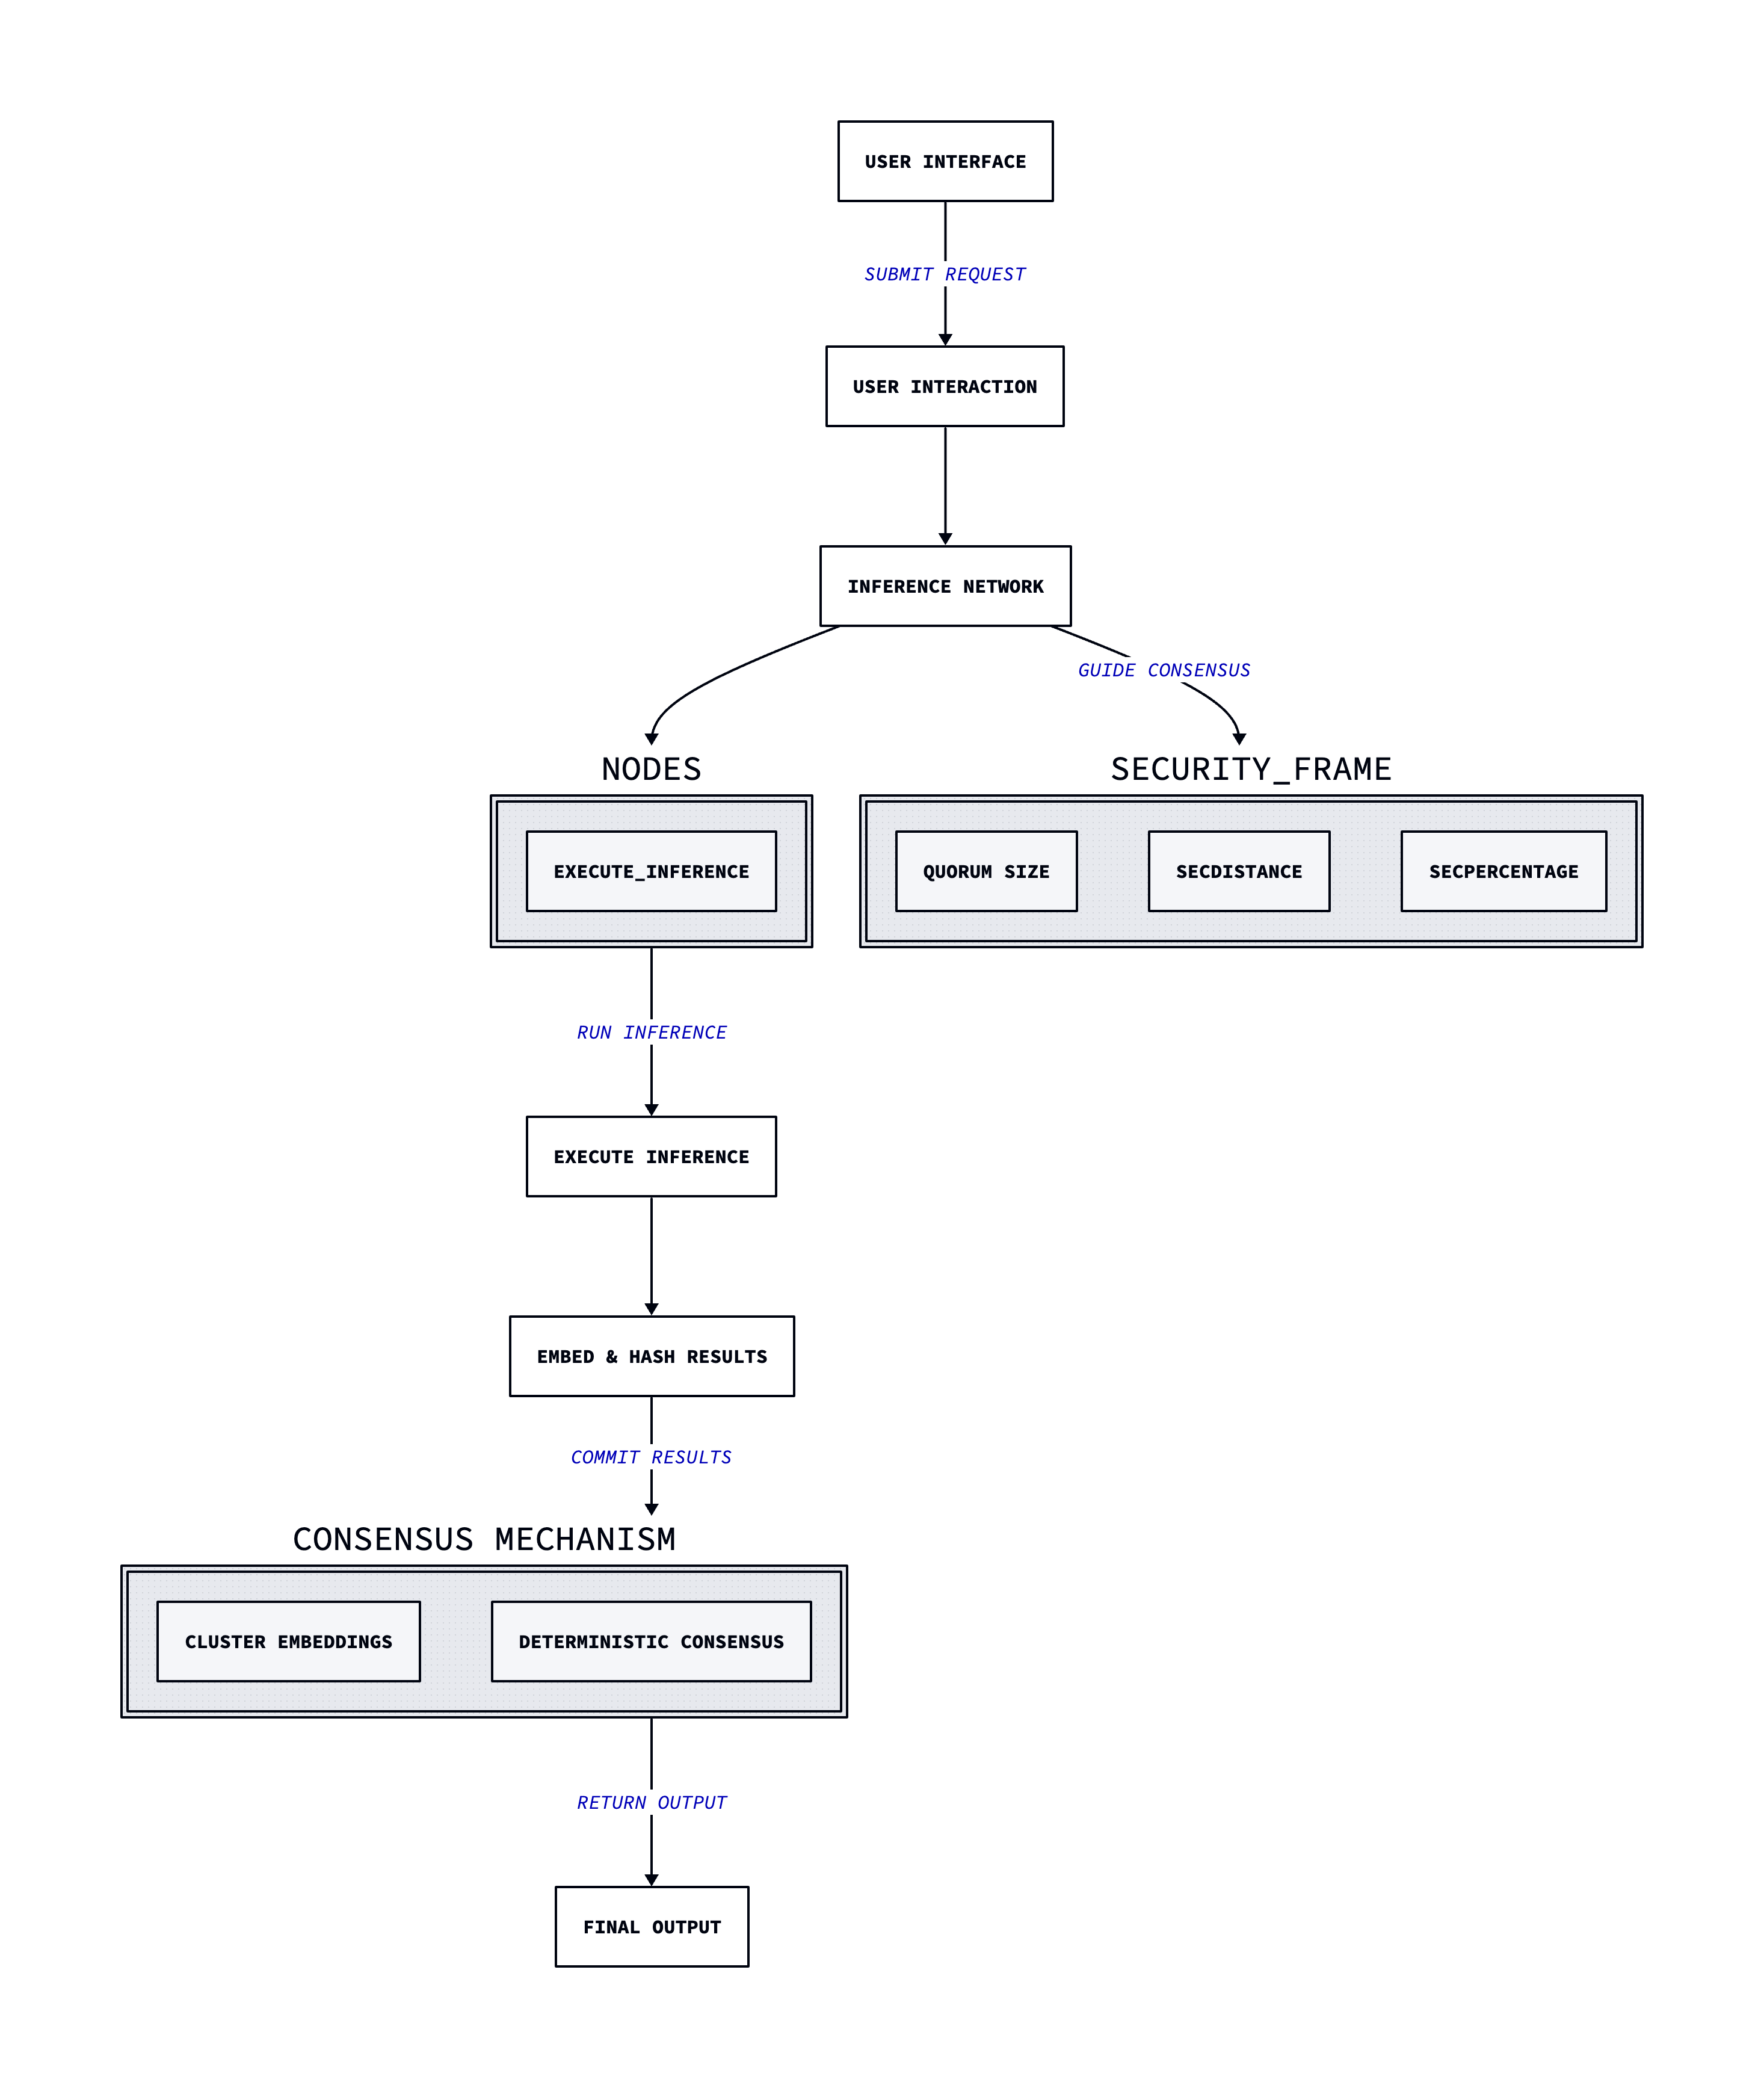 USER INTERFACE
SUBMIT REQUEST
USER INTERACTION
INFERENCE NETWORK
GUIDE CONSENSUS
NODES
SECURITY_FRAME
EXECUTE_INFERENCE
QUORUM SIZE
SECDISTANCE
SECPERCENTAGE
RUN INFERENCE
EXECUTE INFERENCE
EMBED & HASH RESULTS
COMMIT RESULTS
CONSENSUS MECHANISM
CLUSTER EMBEDDINGS
DETERMINISTIC CONSENSUS
RETURN OUTPUT
FINAL OUTPUT